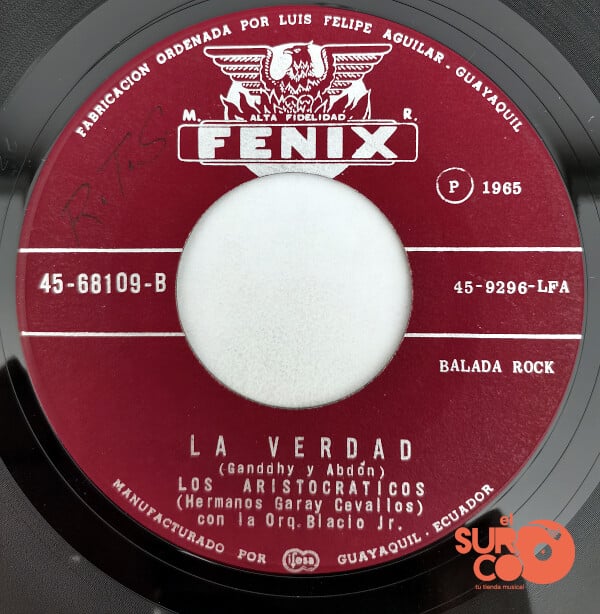 FABRICACION ORDENADA POR LUIS FELIPE AGUILAR - GUAYAQUIL
M. R.
ALTA FIDELIDAD
FENIX
P 1965
45-68109-B
45-9296-LFA
BALADA ROCK
LA VERDAD
(Ganddhy y Abdón)
LOS ARISTOCRATICOS
(Hermanos Garay Cevallos)
con la Orq. Blacio Jr.
MANUFACTURADO POR ifesa GUAYAQUIL - ECUADOR
el
SURCO
tu tienda musical